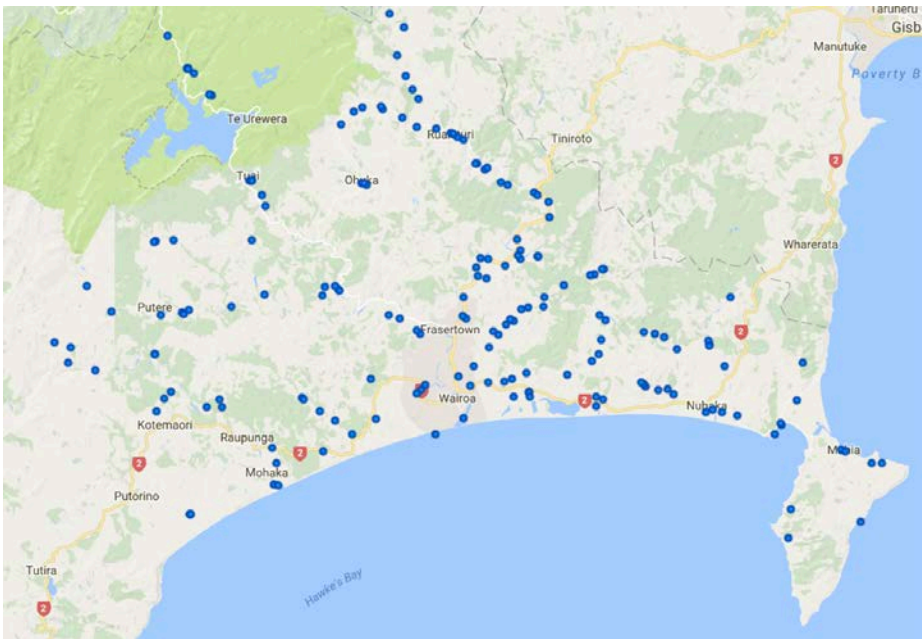 Taruheru
Gisb
Manutuke
Poverty B
Te Urewera
Ruakituri
Tiniroto
2
Tuai
Ohuka
Wharerata
Putere
Frasertown
2
Wairoa
2
Nuhaka
Kotemaori
Raupunga
2
Mahia
2
Mohaka
Putorino
Tutira
Hawke's Bay
2